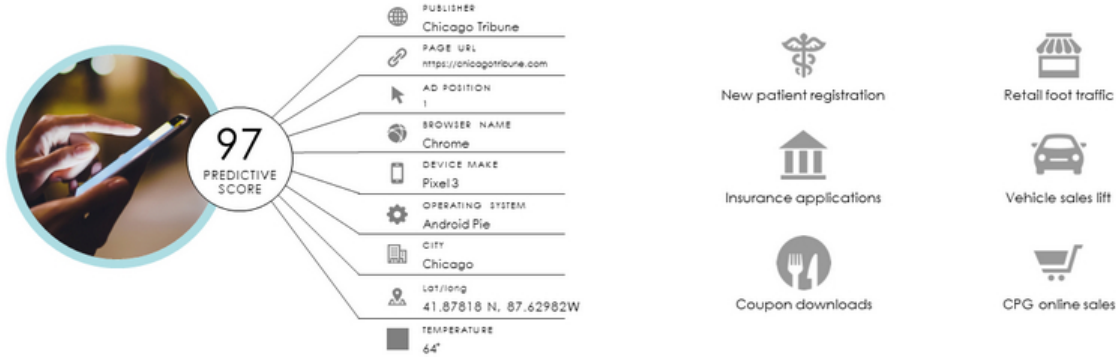 PUBLISHER
Chicago Tribune
PAGE URL
https://chicagotribune.com
AD POSITION
1
BROWSER NAME
Chrome
DEVICE MAKE
Pixel 3
OPERATING SYSTEM
Android Pie
CITY
Chicago
Lat/long
41.87818 N, 87.62982W
TEMPERATURE
64°
97
PREDICTIVE
SCORE
New patient registration
Retail foot traffic
Insurance applications
Vehicle sales lift
Coupon downloads
CPG online sales